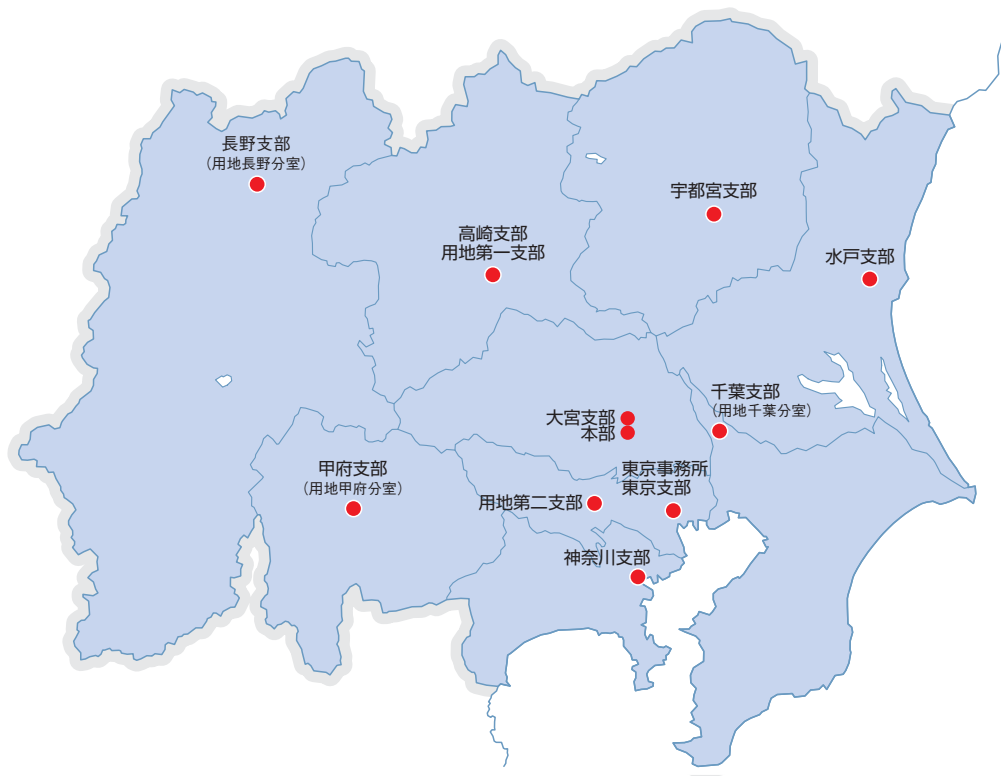 長野支部
(用地長野分室)
宇都宮支部
高崎支部
用地第一支部
水戸支部
千葉支部
(用地千葉分室)
大宮支部
本部
甲府支部
(用地甲府分室)
東京事務所
東京支部
用地第二支部
神奈川支部